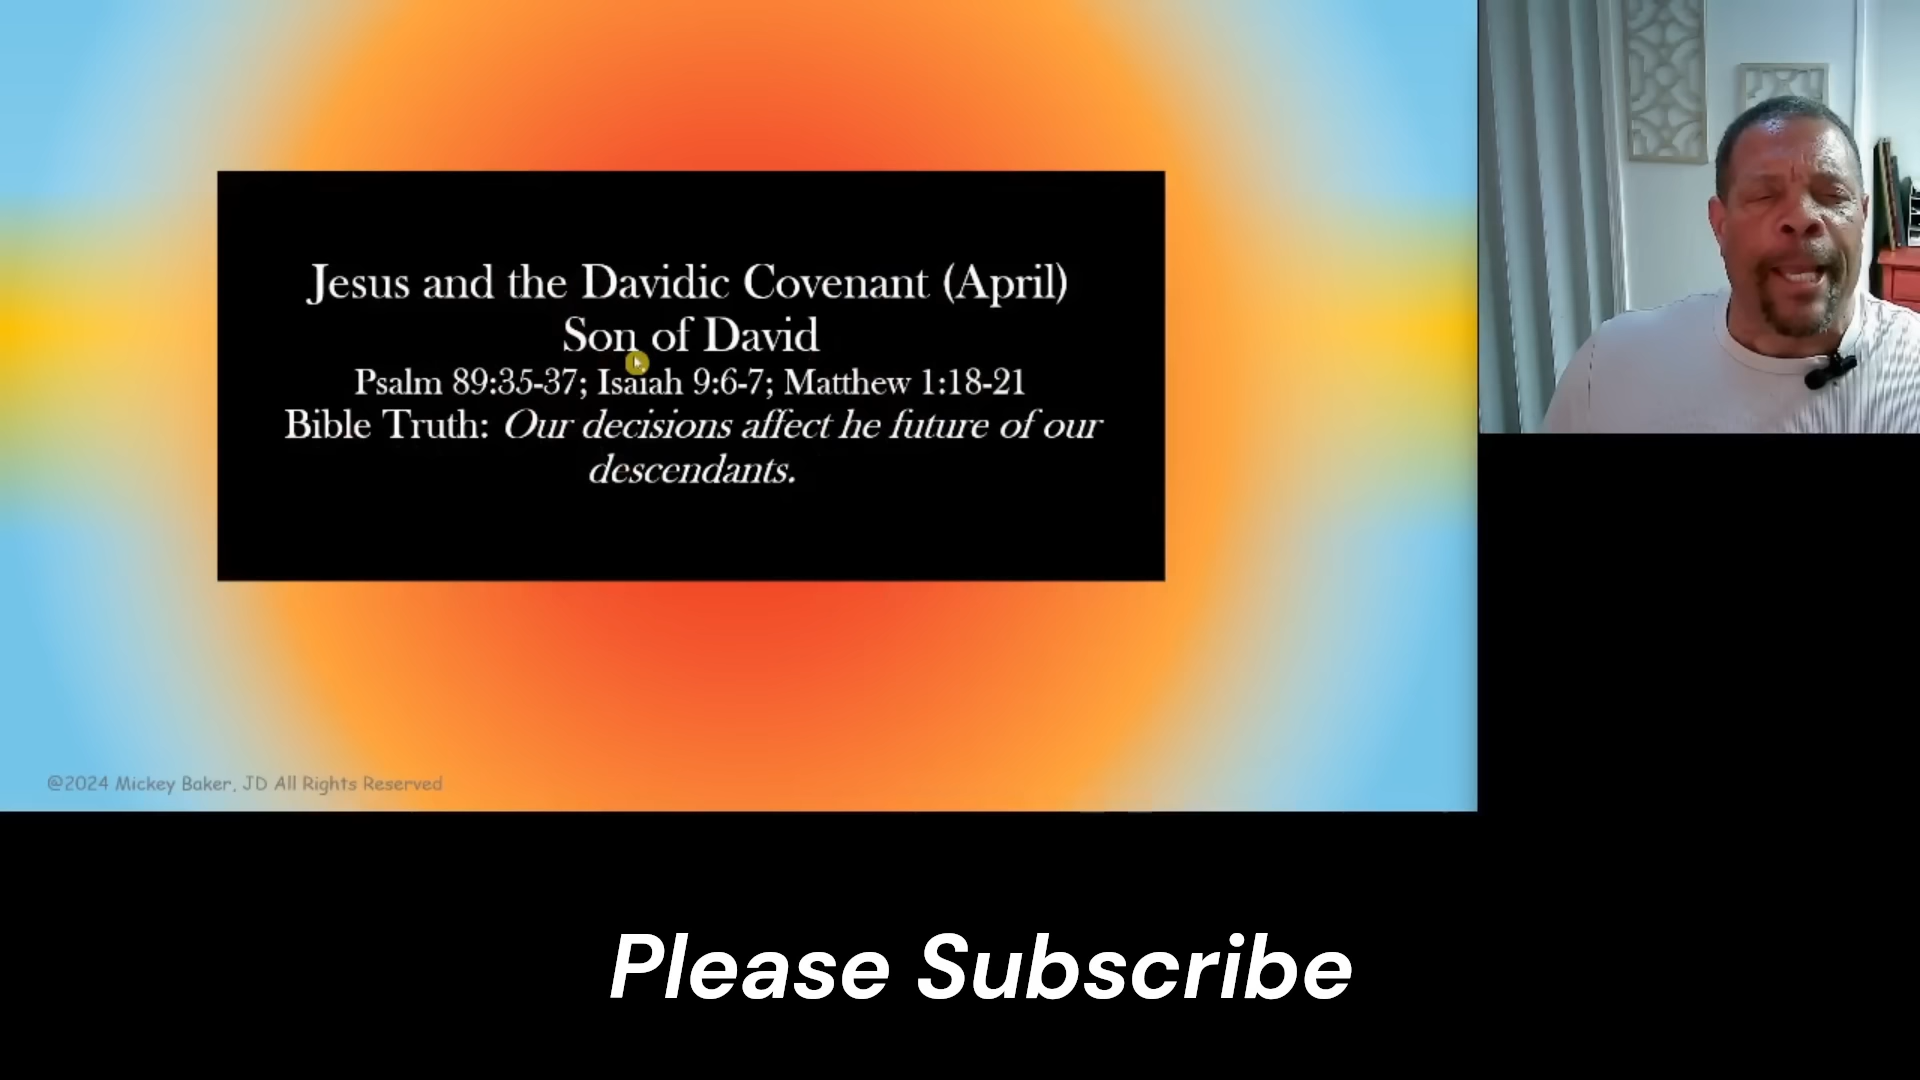 Jesus and the Davidic Covenant (April)
Son of David
Psalm 89:35-37; Isaiah 9:6-7; Matthew 1:18-21
Bible Truth: Our decisions affect he future of our
descendants.
@2024 Mickey Baker, JD All Rights Reserved
Please Subscribe